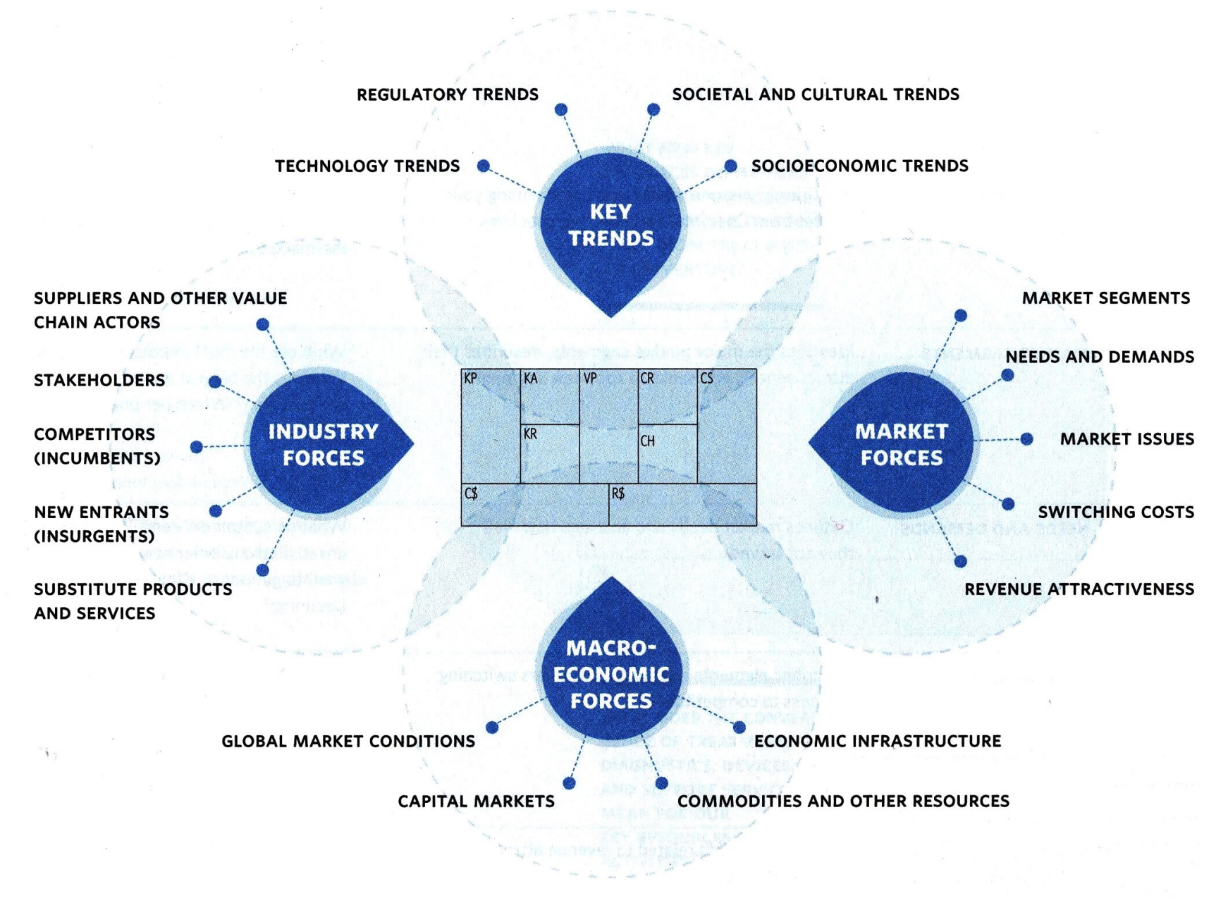 REGULATORY TRENDS
SOCIETAL AND CULTURAL TRENDS
TECHNOLOGY TRENDS
SOCIOECONOMIC TRENDS
KEY
TRENDS
SUPPLIERS AND OTHER VALUE
CHAIN ACTORS
STAKEHOLDERS
COMPETITORS
(INCUMBENTS)
NEW ENTRANTS
(INSURGENTS)
SUBSTITUTE PRODUCTS
AND SERVICES
INDUSTRY
FORCES
KP
KA
VP
CR
CS
KR
CH
C$
R$
MARKET
FORCES
MARKET SEGMENTS
NEEDS AND DEMANDS
MARKET ISSUES
SWITCHING COSTS
REVENUE ATTRACTIVENESS
MACRO-
ECONOMIC
FORCES
GLOBAL MARKET CONDITIONS
ECONOMIC INFRASTRUCTURE
CAPITAL MARKETS
COMMODITIES AND OTHER RESOURCES